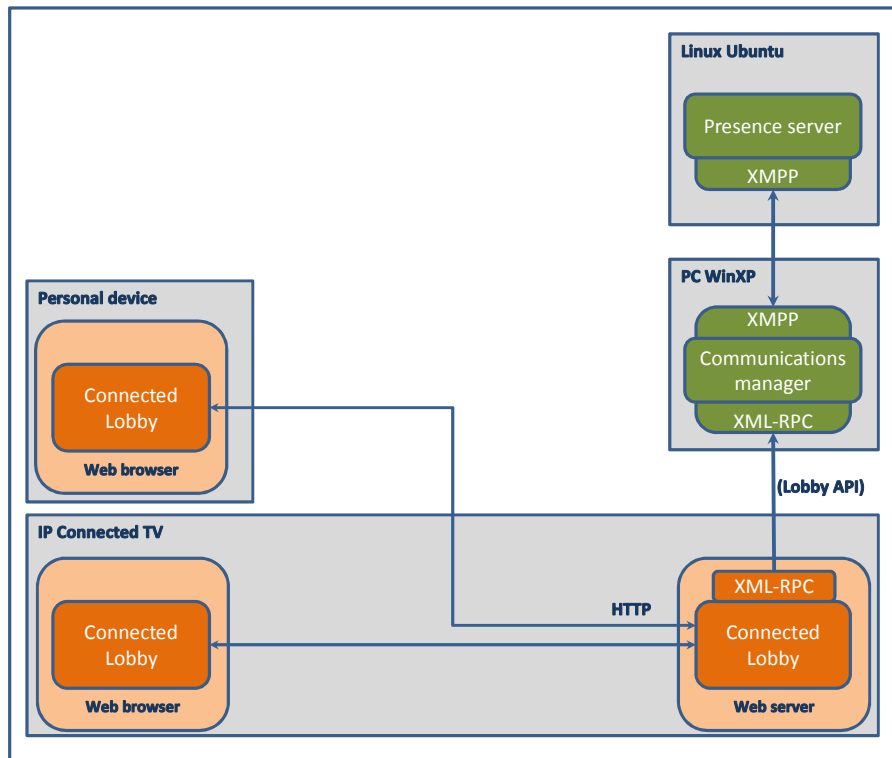 Linux Ubuntu
Presence server
XMPP
PC WinXP
XMPP
Communications
manager
XML-RPC
(Lobby API)
Personal device
Connected
Lobby
Web browser
IP Connected TV
Connected
Lobby
Web browser
HTTP
XML-RPC
Connected
Lobby
Web server